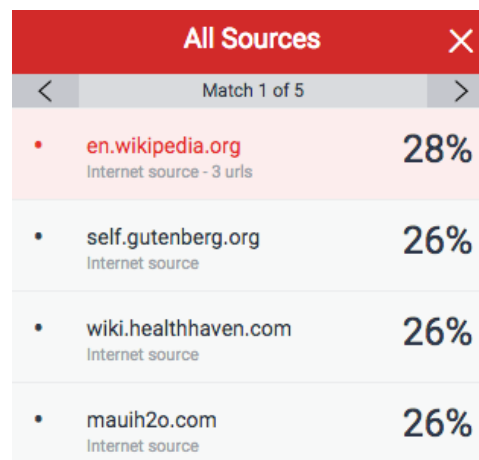 All Sources
Match 1 of 5
en.wikipedia.org 28%
Internet source - 3 urls
self.gutenberg.org 26%
Internet source
wiki.healthhaven.com 26%
Internet source
mauih2o.com 26%
Internet source